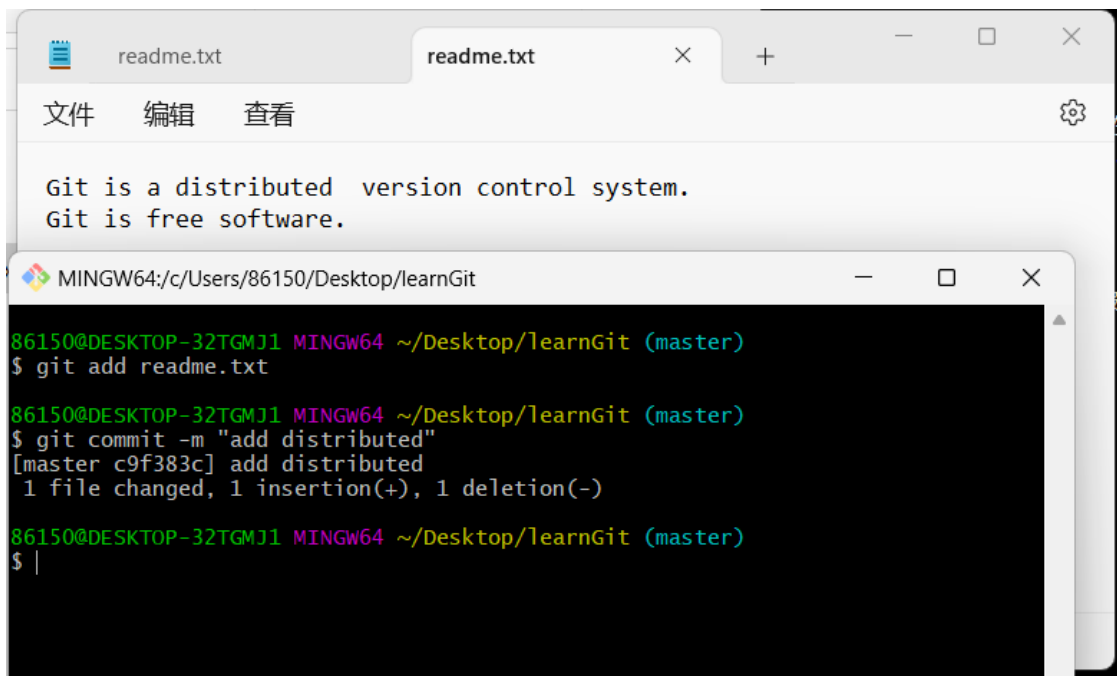 readme.txt readme.txt
文件 编辑 查看
Git is a distributed  version control system.
Git is free software.
MINGW64:/c/Users/86150/Desktop/learnGit
86150@DESKTOP-32TGMJ1 MINGW64 ~/Desktop/learnGit (master)
$ git add readme.txt
86150@DESKTOP-32TGMJ1 MINGW64 ~/Desktop/learnGit (master)
$ git commit -m "add distributed"
[master c9f383c] add distributed
 1 file changed, 1 insertion(+), 1 deletion(-)
86150@DESKTOP-32TGMJ1 MINGW64 ~/Desktop/learnGit (master)
$